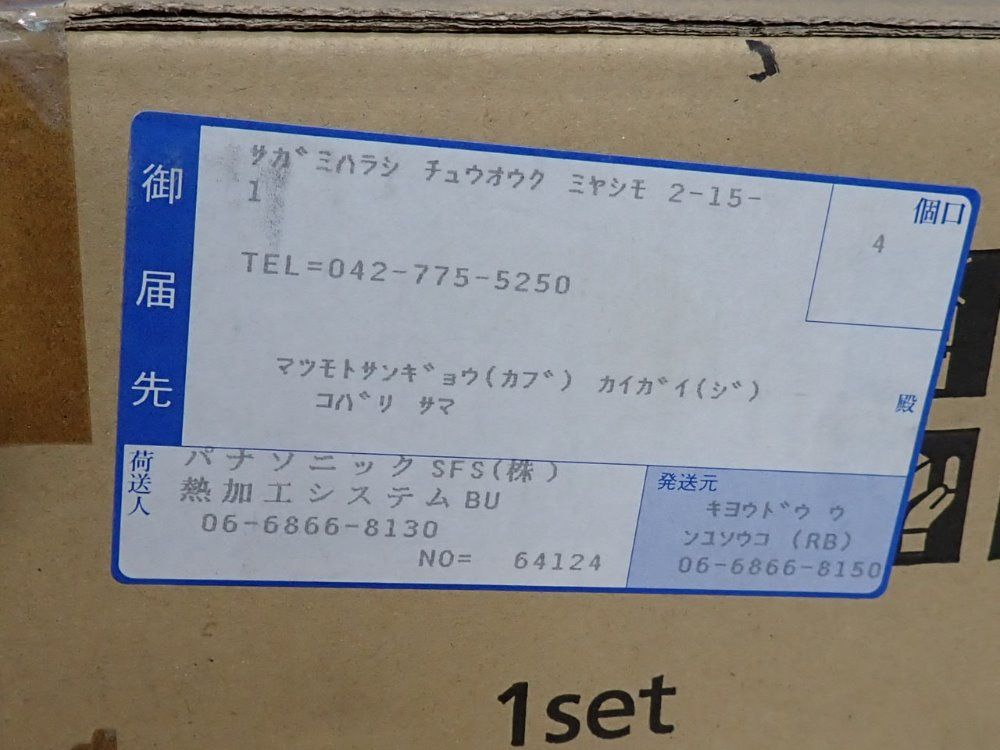 御届先
ｻｶﾞﾐﾊﾗｼ ﾁｭｳｵｳｸ ﾐﾔｼﾓ 2-15-
1
個口
4
TEL=042-775-5250
ﾏﾂﾓﾄｻﾝｷﾞｮｳ(ｶﾌﾞ) ｶｲｶﾞｲ(ｼﾞ)
ｺﾊﾞﾘ ｻﾏ
殿
荷送人
パナソニックSFS(株)
熱加工システムBU
06-6866-8130
NO= 64124
発送元
ｷﾖｳﾄﾞｳ ｳ
ﾝﾕｿｳｺ (RB)
06-6866-8150
1set